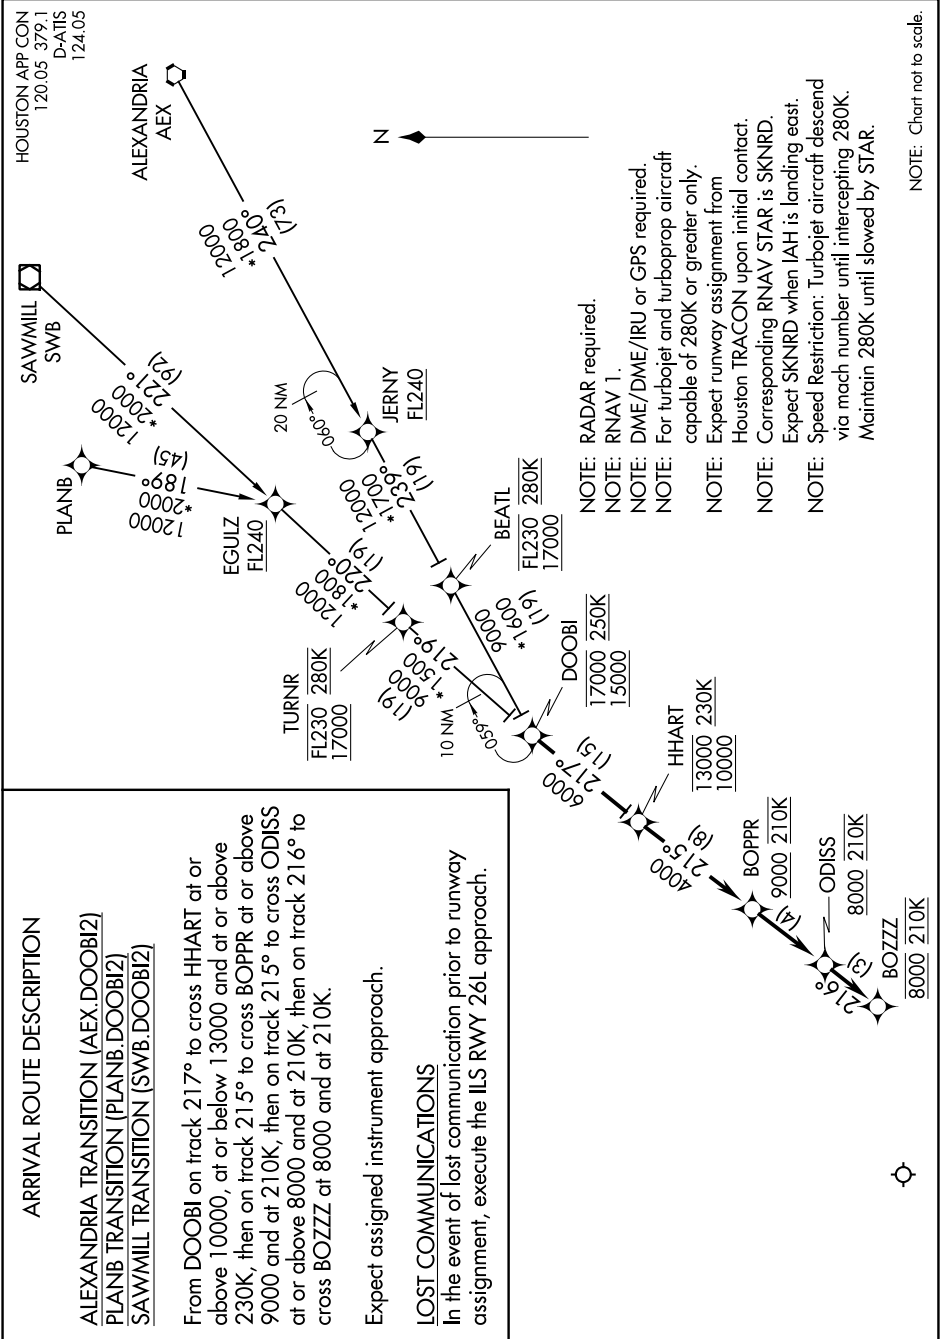 HOUSTON APP CON
120.05 379.1
D-ATIS
124.05
ARRIVAL ROUTE DESCRIPTION
ALEXANDRIA TRANSITION (AEX.DOOBI2)
PLANB TRANSITION (PLANB.DOOBI2)
SAWMILL TRANSITION (SWB.DOOBI2)
From DOOBI on track 217° to cross HHART at or
above 10000, at or below 13000 and at or above
230K, then on track 215° to cross BOPPR at or above
9000 and at 210K, then on track 215° to cross ODISS
at or above 8000 and at 210K, then on track 216° to
cross BOZZZ at 8000 and at 210K.
Expect assigned instrument approach.
LOST COMMUNICATIONS
In the event of lost communication prior to runway
assignment, execute the ILS RWY 26L approach.
ALEXANDRIA
AEX
12000
*1800
240°
(73)
SAWMILL
SWB
12000
*2000
221°
(92)
PLANB
12000
*2000
189°
(45)
EGULZ
FL240
12000
*1800
220°
(19)
20 NM
060°
JERNY
FL240
12000
*1700
239°
(19)
TURNR
FL230 280K
17000
(19)
9000
*1500
219°
BEATL
FL230 280K
17000
9000
*1600
(19)
10 NM
059°
DOOBI
17000 250K
15000
6000
217°
(15)
HHART
13000 230K
10000
4000
215°
(8)
BOPPR
9000 210K
(4)
ODISS
8000 210K
216°
(3)
BOZZZ
8000 210K
N
NOTE: RADAR required.
NOTE: RNAV 1.
NOTE: DME/DME/IRU or GPS required.
NOTE: For turbojet and turboprop aircraft
capable of 280K or greater only.
NOTE: Expect runway assignment from
Houston TRACON upon initial contact.
NOTE: Corresponding RNAV STAR is SKNRD.
Expect SKNRD when IAH is landing east.
NOTE: Speed Restriction: Turbojet aircraft descend
via mach number until intercepting 280K.
Maintain 280K until slowed by STAR.
NOTE: Chart not to scale.